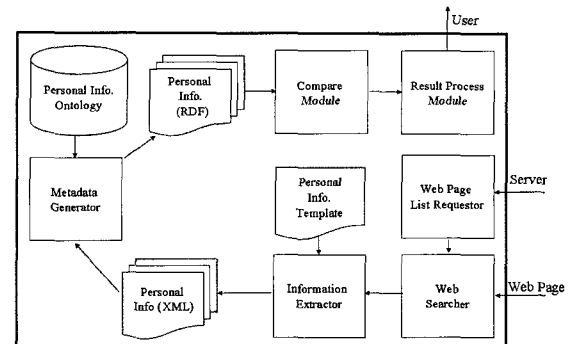 User
Personal Info.
Ontology
Personal
Info.
(RDF)
Compare
Module
Result Process
Module
Metadata
Generator
Personal
Info.
Template
Web Page
List Requestor
Server
Personal
Info (XML)
Information
Extractor
Web
Searcher
Web Page